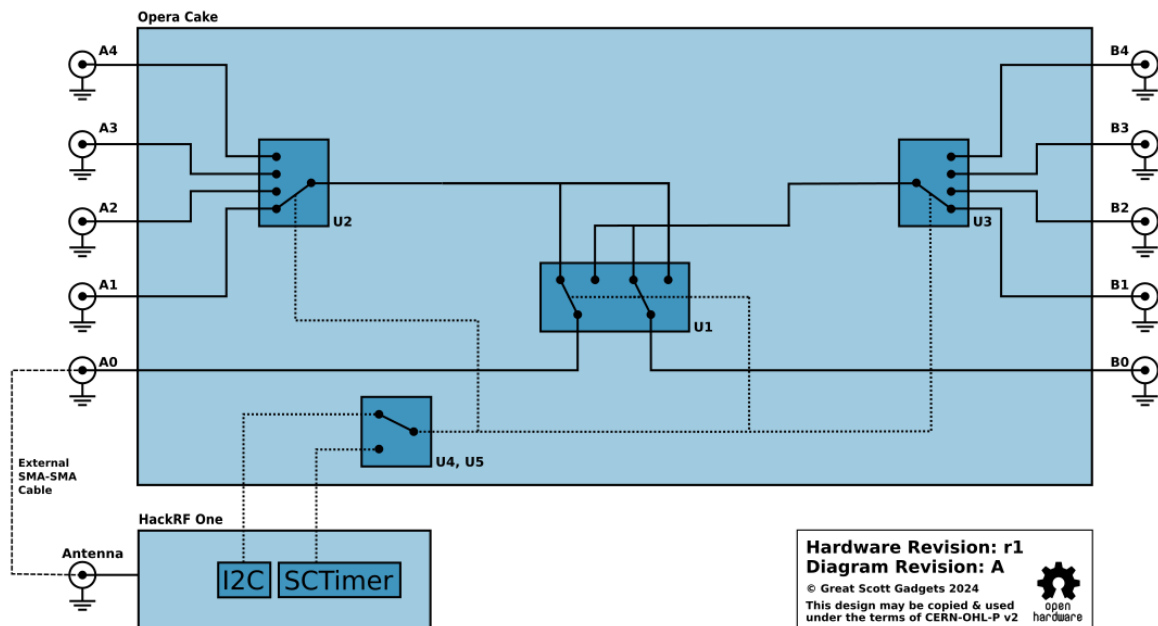 Opera Cake
A4
B4
A3
B3
A2
B2
U2
U3
A1
B1
U1
A0
B0
U4, U5
External
SMA-SMA
Cable
HackRF One
Antenna
I2C
SCTimer
Hardware Revision: r1
Diagram Revision: A
© Great Scott Gadgets 2024
This design may be copied & used
under the terms of CERN-OHL-P v2
open
hardware